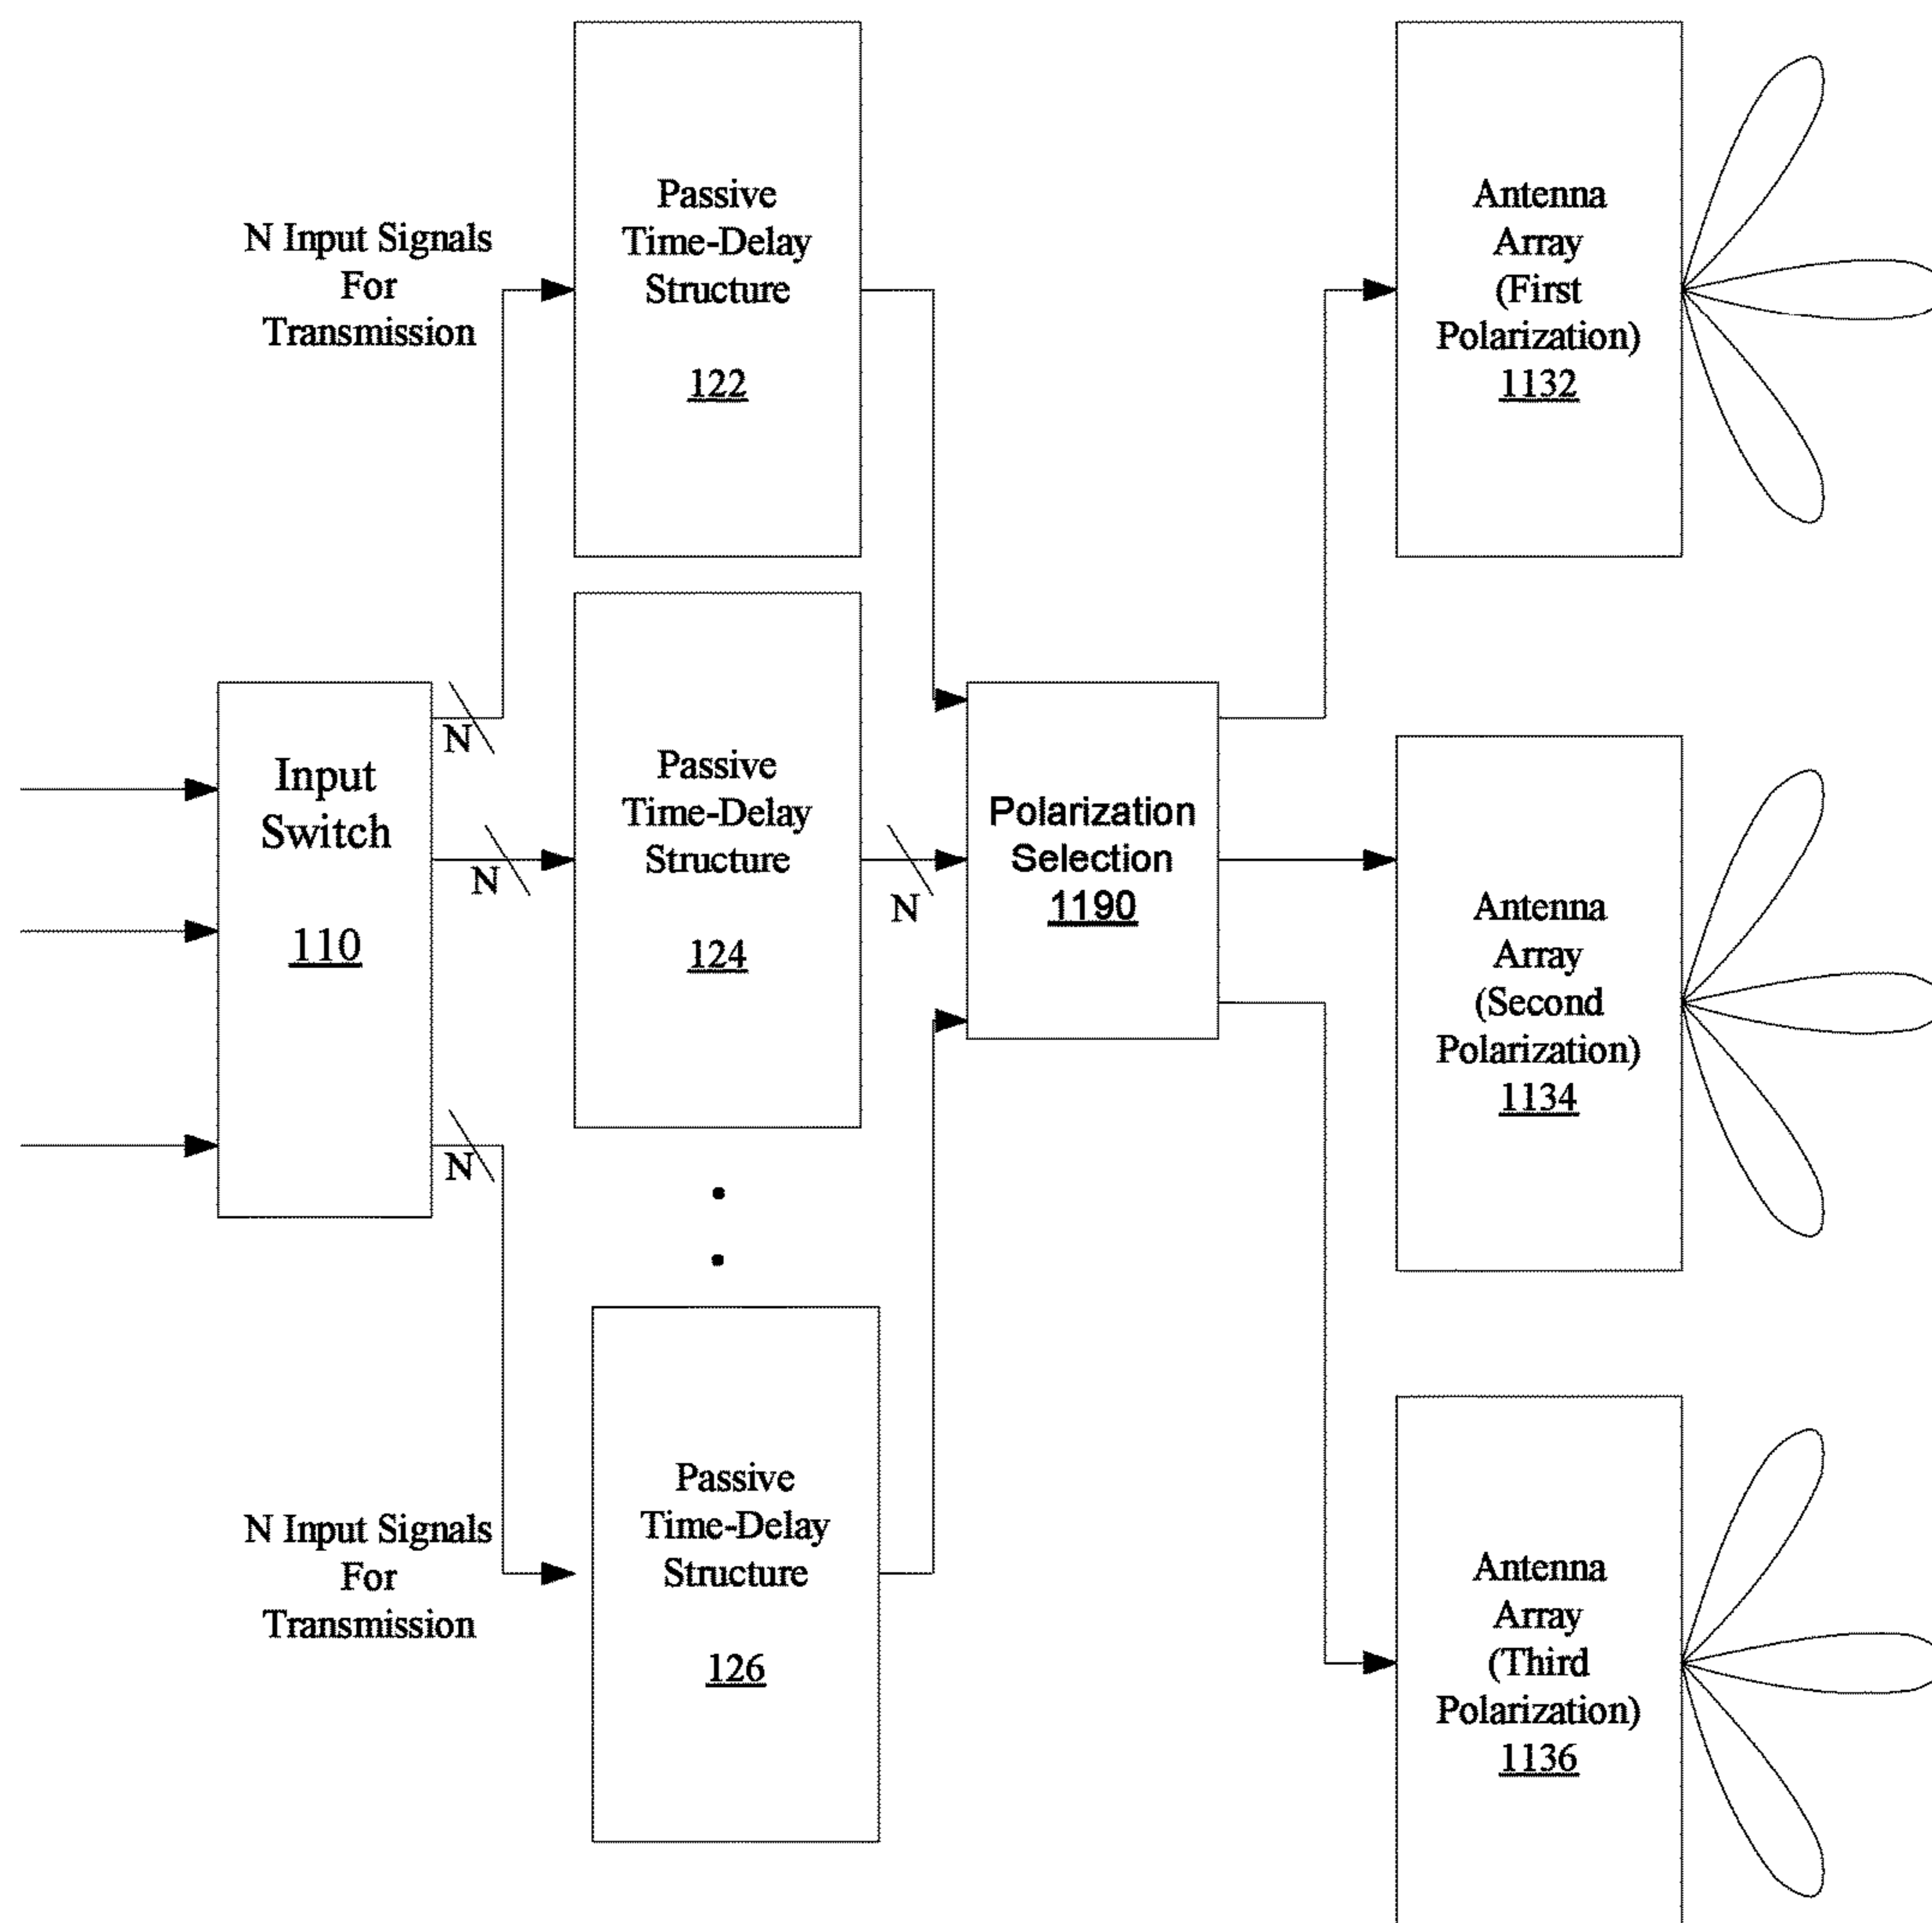 N Input Signals
For
Transmission
Passive
Time-Delay
Structure
122
Antenna
Array
(First
Polarization)
1132
Input
Switch
110
N
N
N
Passive
Time-Delay
Structure
124
N
Polarization
Selection
1190
Antenna
Array
(Second
Polarization)
1134
N Input Signals
For
Transmission
Passive
Time-Delay
Structure
126
Antenna
Array
(Third
Polarization)
1136